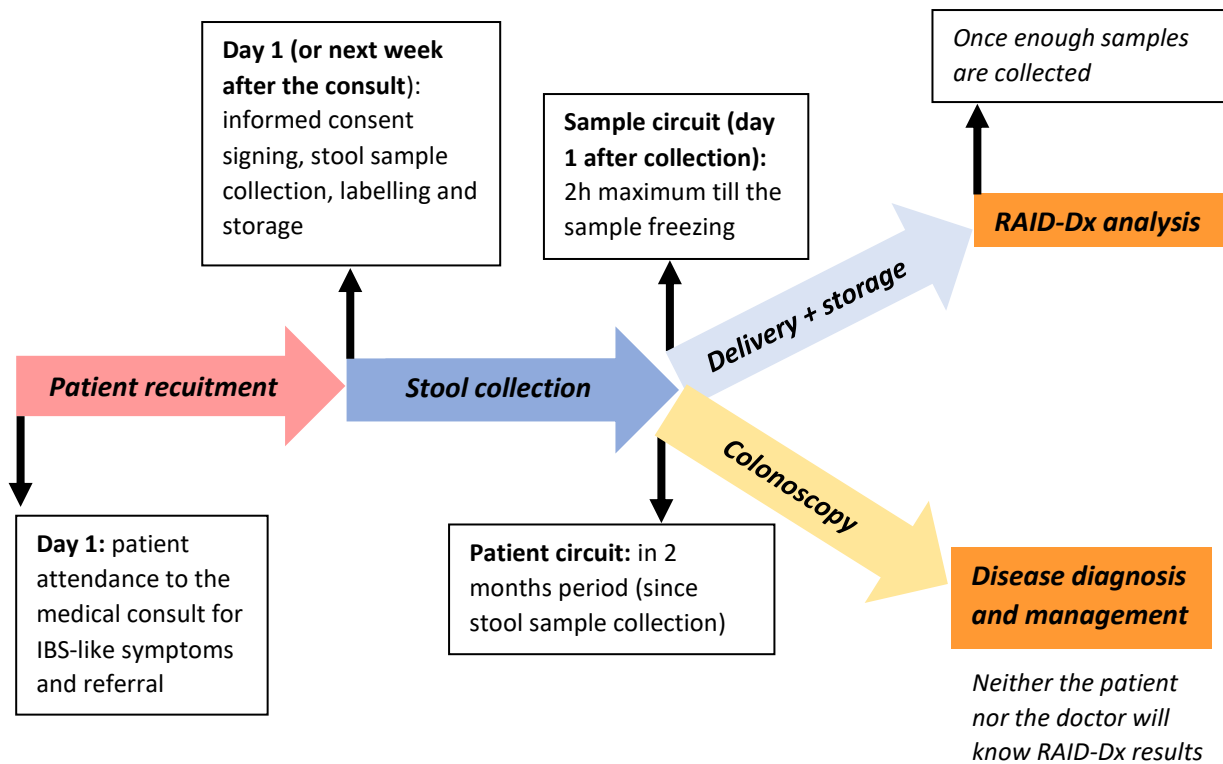 Day 1 (or next week
after the consult):
informed consent
signing, stool sample
collection, labelling and
storage
Sample circuit (day
1 after collection):
2h maximum till the
sample freezing
Once enough samples
are collected
RAID-Dx analysis
Delivery + storage
Patient recuitment
Stool collection
Colonoscopy
Day 1: patient
attendance to the
medical consult for
IBS-like symptoms
and referral
Patient circuit: in 2
months period (since
stool sample collection)
Disease diagnosis
and management
Neither the patient
nor the doctor will
know RAID-Dx results